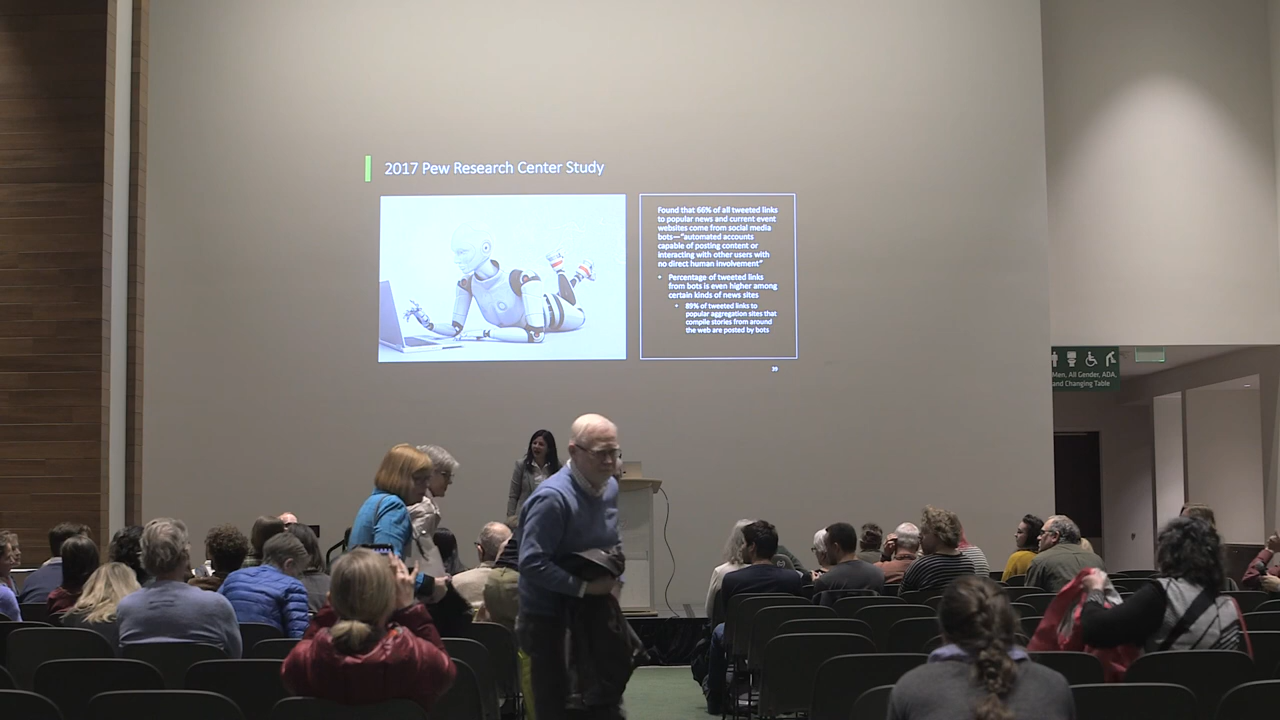 2017 Pew Research Center Study
Found that 66% of all tweeted links
to popular news and current event
websites come from social media
bots—"automated accounts
capable of posting content or
interacting with other users with
no direct human involvement"
• Percentage of tweeted links
from bots is even higher among
certain kinds of news sites
• 89% of tweeted links to
popular aggregation sites that
compile stories from around
the web are posted by bots
39
Men, All Gender, ADA,
and Changing Table